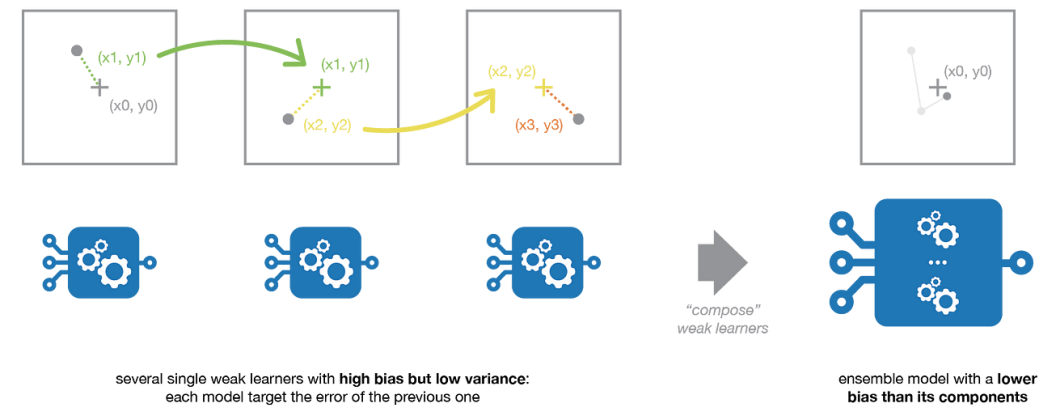 (x1, y1)
(x0, y0)
(x1, y1)
(x2, y2)
(x2, y2)
(x3, y3)
(x0, y0)
“compose”
weak learners
several single weak learners with high bias but low variance:
each model target the error of the previous one
ensemble model with a lower
bias than its components